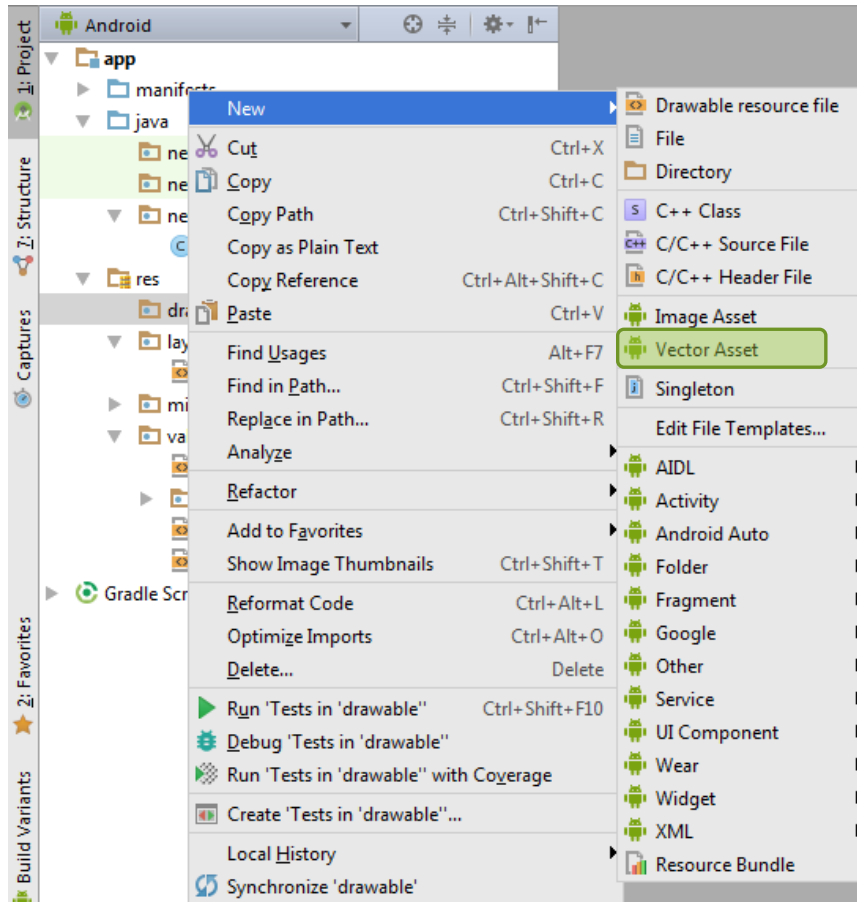 1: Project
7: Structure
Captures
2: Favorites
Build Variants
Android
app
manifests
java
ne
ne
ne
C
res
dra
lay
mi
va
Gradle Scr
New
Cut Ctrl+X
Copy Ctrl+C
Copy Path Ctrl+Shift+C
Copy as Plain Text
Copy Reference Ctrl+Alt+Shift+C
Paste Ctrl+V
Find Usages Alt+F7
Find in Path... Ctrl+Shift+F
Replace in Path... Ctrl+Shift+R
Analyze
Refactor
Add to Favorites
Show Image Thumbnails Ctrl+Shift+T
Reformat Code Ctrl+Alt+L
Optimize Imports Ctrl+Alt+O
Delete... Delete
Run 'Tests in 'drawable'' Ctrl+Shift+F10
Debug 'Tests in 'drawable''
Run 'Tests in 'drawable'' with Coverage
Create 'Tests in 'drawable''...
Local History
Synchronize 'drawable'
Drawable resource file
File
Directory
S C++ Class
C++ C/C++ Source File
h C/C++ Header File
Image Asset
Vector Asset
Singleton
Edit File Templates...
AIDL
Activity
Android Auto
Folder
Fragment
Google
Other
Service
UI Component
Wear
Widget
XML
Resource Bundle